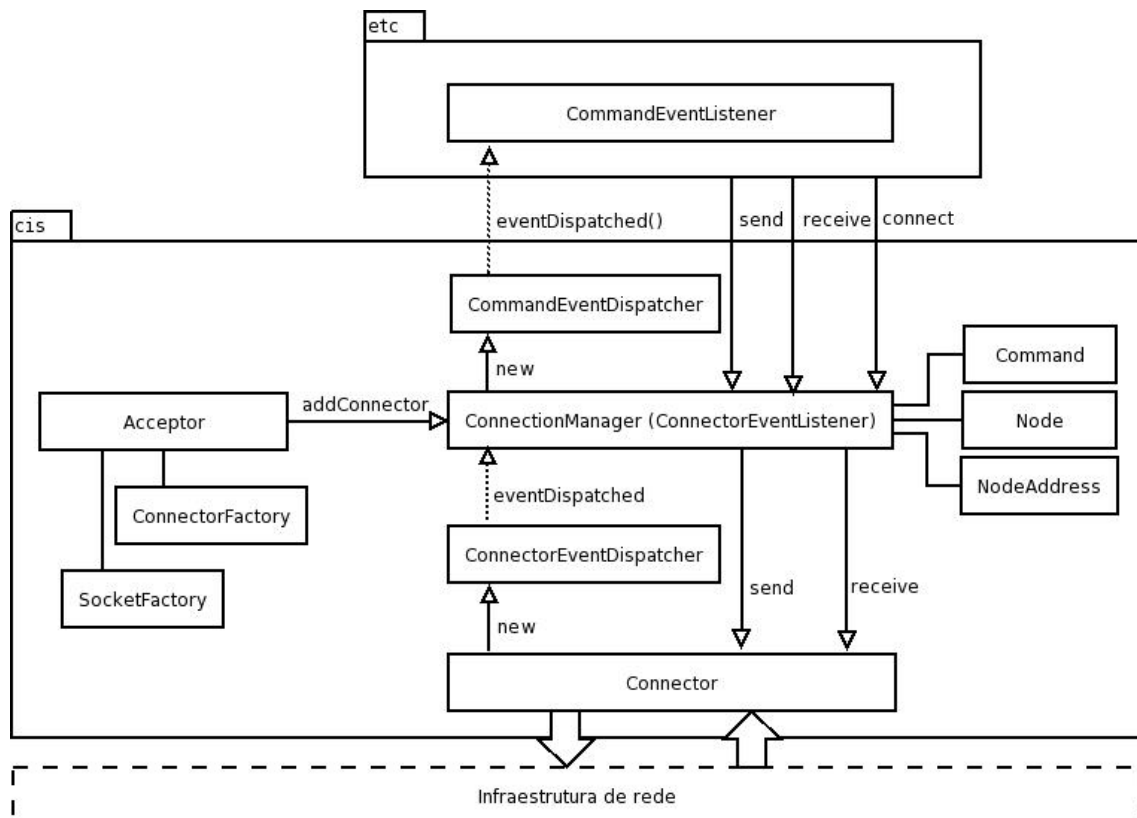 etc
CommandEventListener
eventDispatched()
send
receive
connect
cis
CommandEventDispatcher
new
Command
addConnector
Acceptor
ConnectionManager (ConnectorEventListener)
Node
NodeAddress
eventDispatched
ConnectorFactory
ConnectorEventDispatcher
SocketFactory
send
receive
new
Connector
Infraestrutura de rede